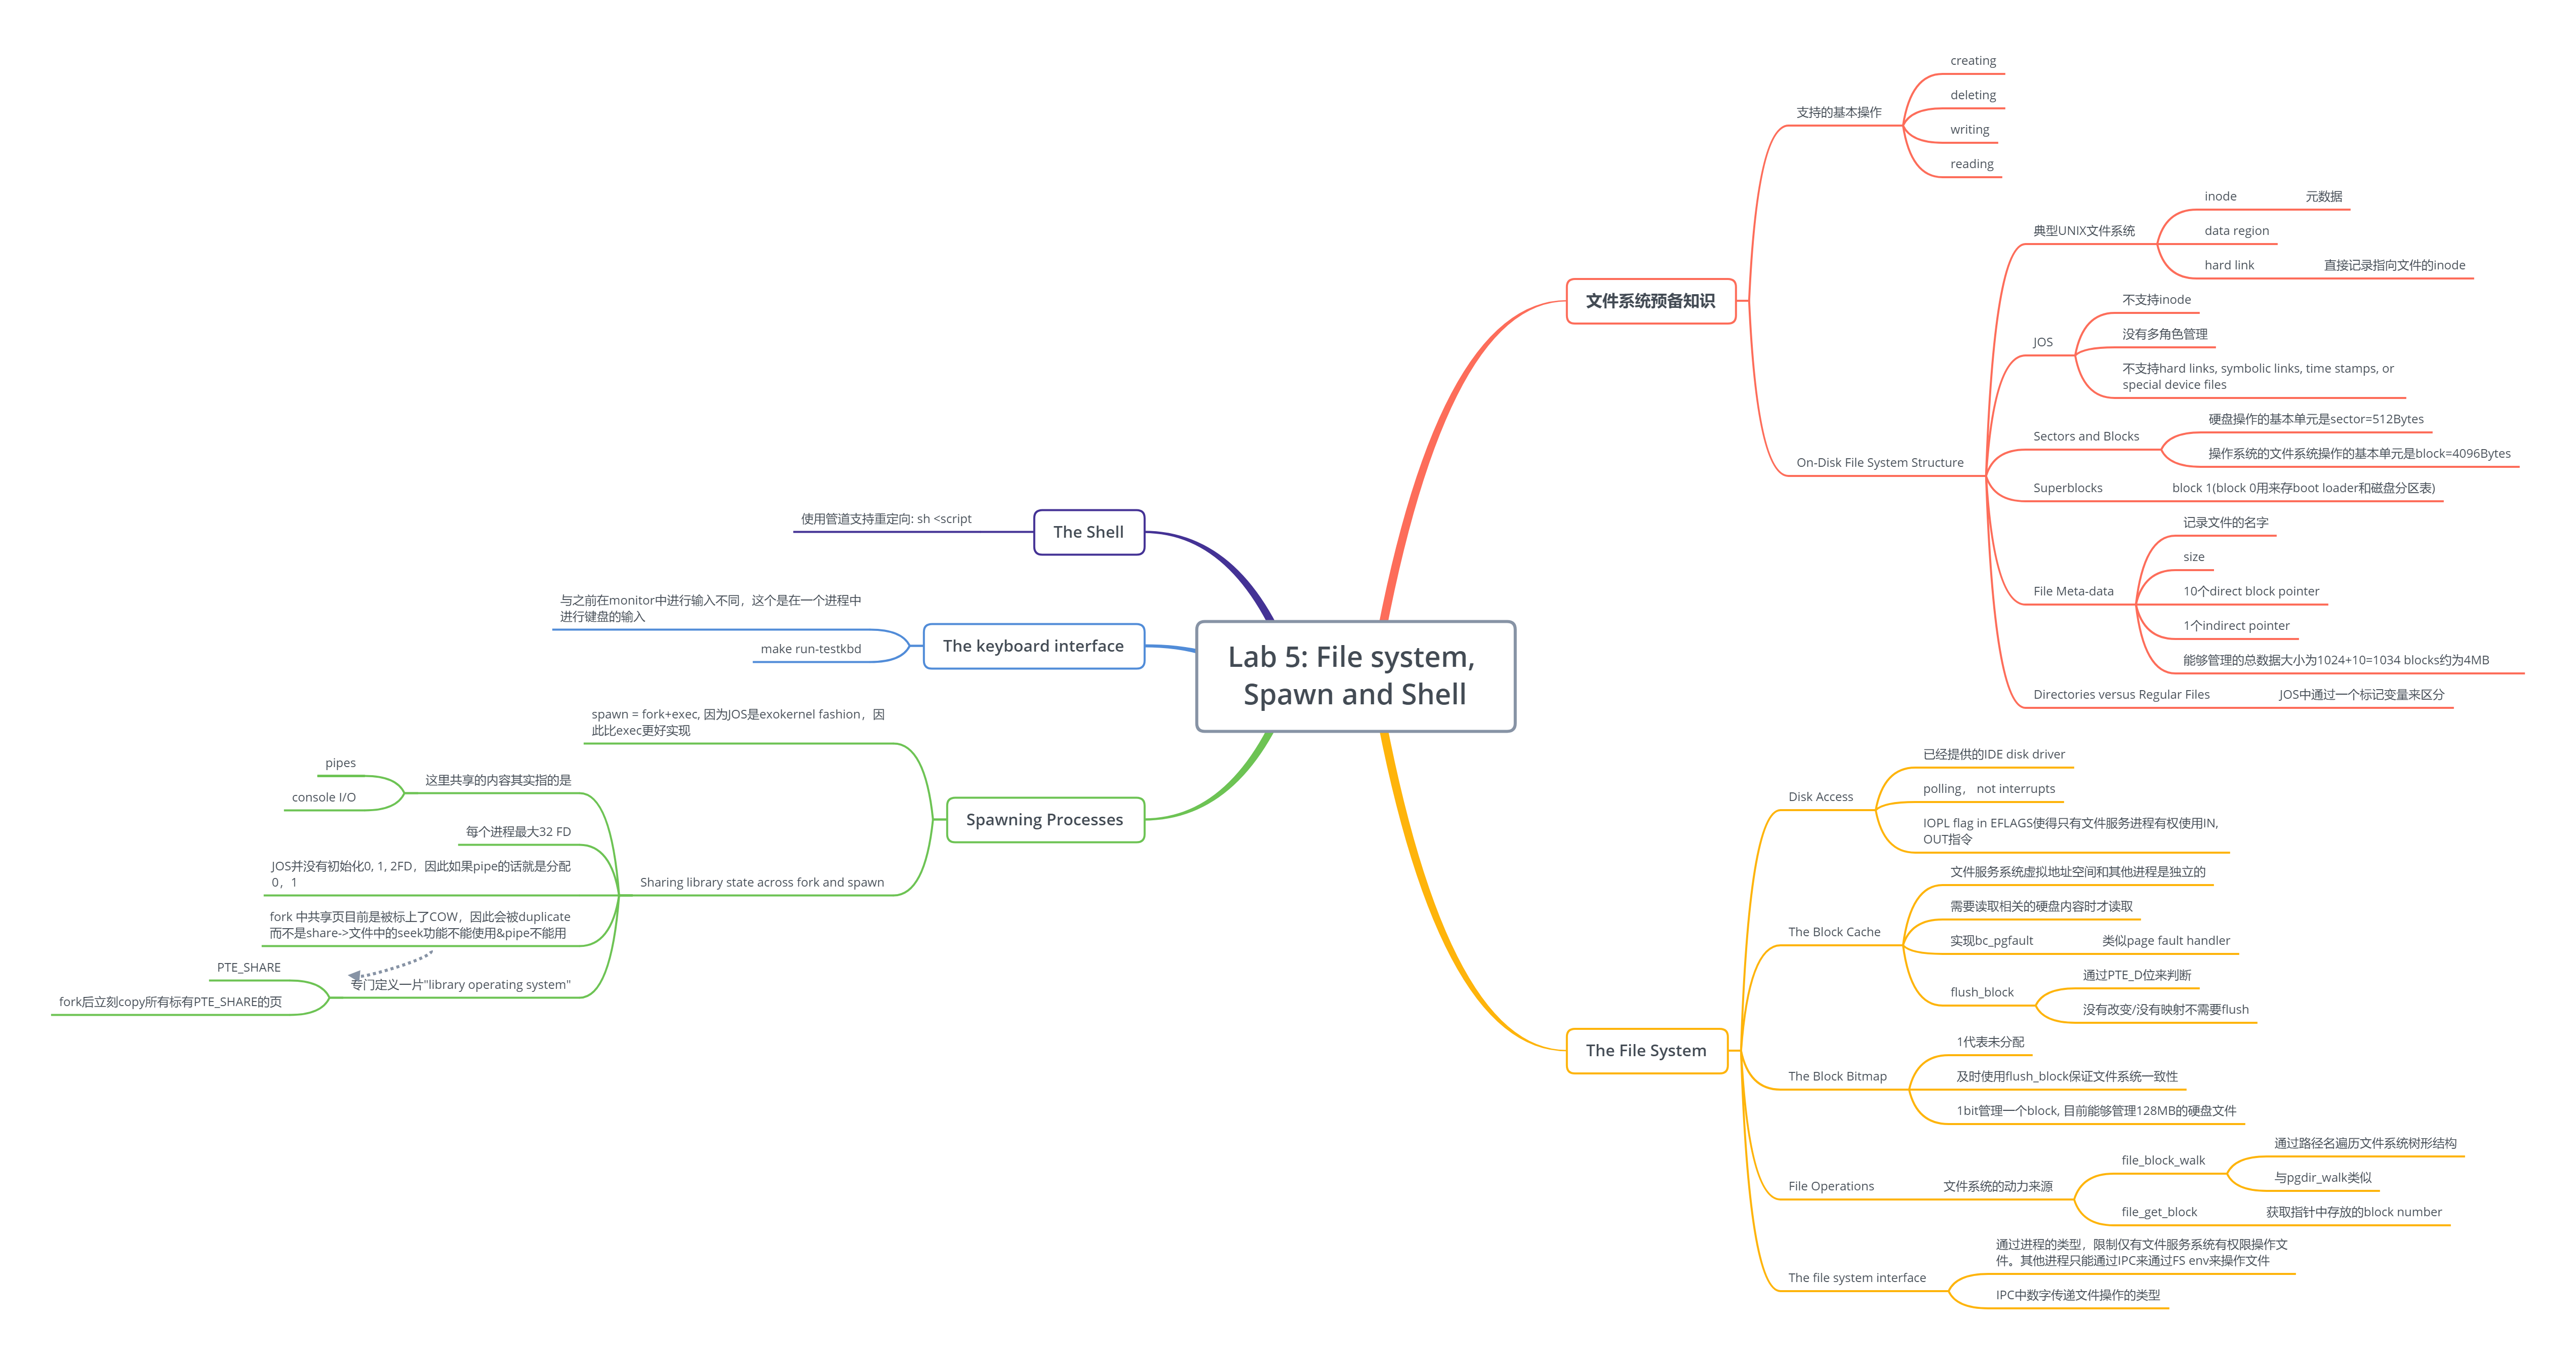 Lab 5: File system,
Spawn and Shell
文件系统预备知识
支持的基本操作
creating
deleting
writing
reading
On-Disk File System Structure
典型UNIX文件系统
inode
元数据
data region
hard link
直接记录指向文件的inode
JOS
不支持inode
没有多角色管理
不支持hard links, symbolic links, time stamps, or
special device files
Sectors and Blocks
硬盘操作的基本单元是sector=512Bytes
操作系统的文件系统操作的基本单元是block=4096Bytes
Superblocks
block 1(block 0用来存boot loader和磁盘分区表)
File Meta-data
记录文件的名字
size
10个direct block pointer
1个indirect pointer
能够管理的总数据大小为1024+10=1034 blocks约为4MB
Directories versus Regular Files
JOS中通过一个标记变量来区分
The File System
Disk Access
已经提供的IDE disk driver
polling， not interrupts
IOPL flag in EFLAGS使得只有文件服务进程有权使用IN,
OUT指令
The Block Cache
文件服务系统虚拟地址空间和其他进程是独立的
需要读取相关的硬盘内容时才读取
实现bc_pgfault
类似page fault handler
flush_block
通过PTE_D位来判断
没有改变/没有映射不需要flush
The Block Bitmap
1代表未分配
及时使用flush_block保证文件系统一致性
1bit管理一个block, 目前能够管理128MB的硬盘文件
File Operations
文件系统的动力来源
file_block_walk
通过路径名遍历文件系统树形结构
与pgdir_walk类似
file_get_block
获取指针中存放的block number
The file system interface
通过进程的类型，限制仅有文件服务系统有权限操作文
件。其他进程只能通过IPC来通过FS env来操作文件
IPC中数字传递文件操作的类型
The Shell
使用管道支持重定向: sh <script
The keyboard interface
与之前在monitor中进行输入不同，这个是在一个进程中
进行键盘的输入
make run-testkbd
Spawning Processes
spawn = fork+exec, 因为JOS是exokernel fashion，因
此比exec更好实现
Sharing library state across fork and spawn
这里共享的内容其实指的是
pipes
console I/O
每个进程最大32 FD
JOS并没有初始化0, 1, 2FD，因此如果pipe的话就是分配
0，1
fork 中共享页目前是被标上了COW，因此会被duplicate
而不是share->文件中的seek功能不能使用&pipe不能用
专门定义一片"library operating system"
PTE_SHARE
fork后立刻copy所有标有PTE_SHARE的页